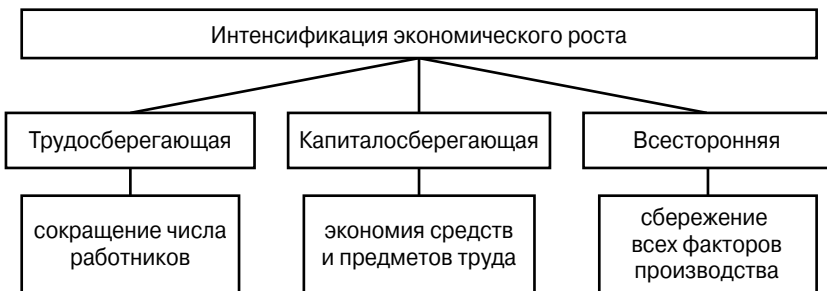 Интенсификация экономического роста
Трудосберегающая
Капиталосберегающая
Всесторонняя
сокращение числа
работников
экономия средств
и предметов труда
сбережение
всех факторов
производства